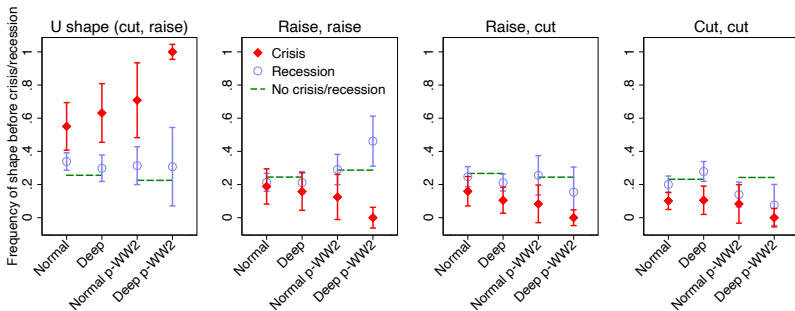 U shape (cut, raise)
Raise, raise
Raise, cut
Cut, cut
Frequency of shape before crisis/recession
1
.8
.6
.4
.2
0
Normal
Deep
Normal p-WW2
Deep p-WW2
1
.8
.6
.4
.2
0
Crisis
Recession
No crisis/recession
Normal
Deep
Normal p-WW2
Deep p-WW2
1
.8
.6
.4
.2
0
Normal
Deep
Normal p-WW2
Deep p-WW2
1
.8
.6
.4
.2
0
Normal
Deep
Normal p-WW2
Deep p-WW2